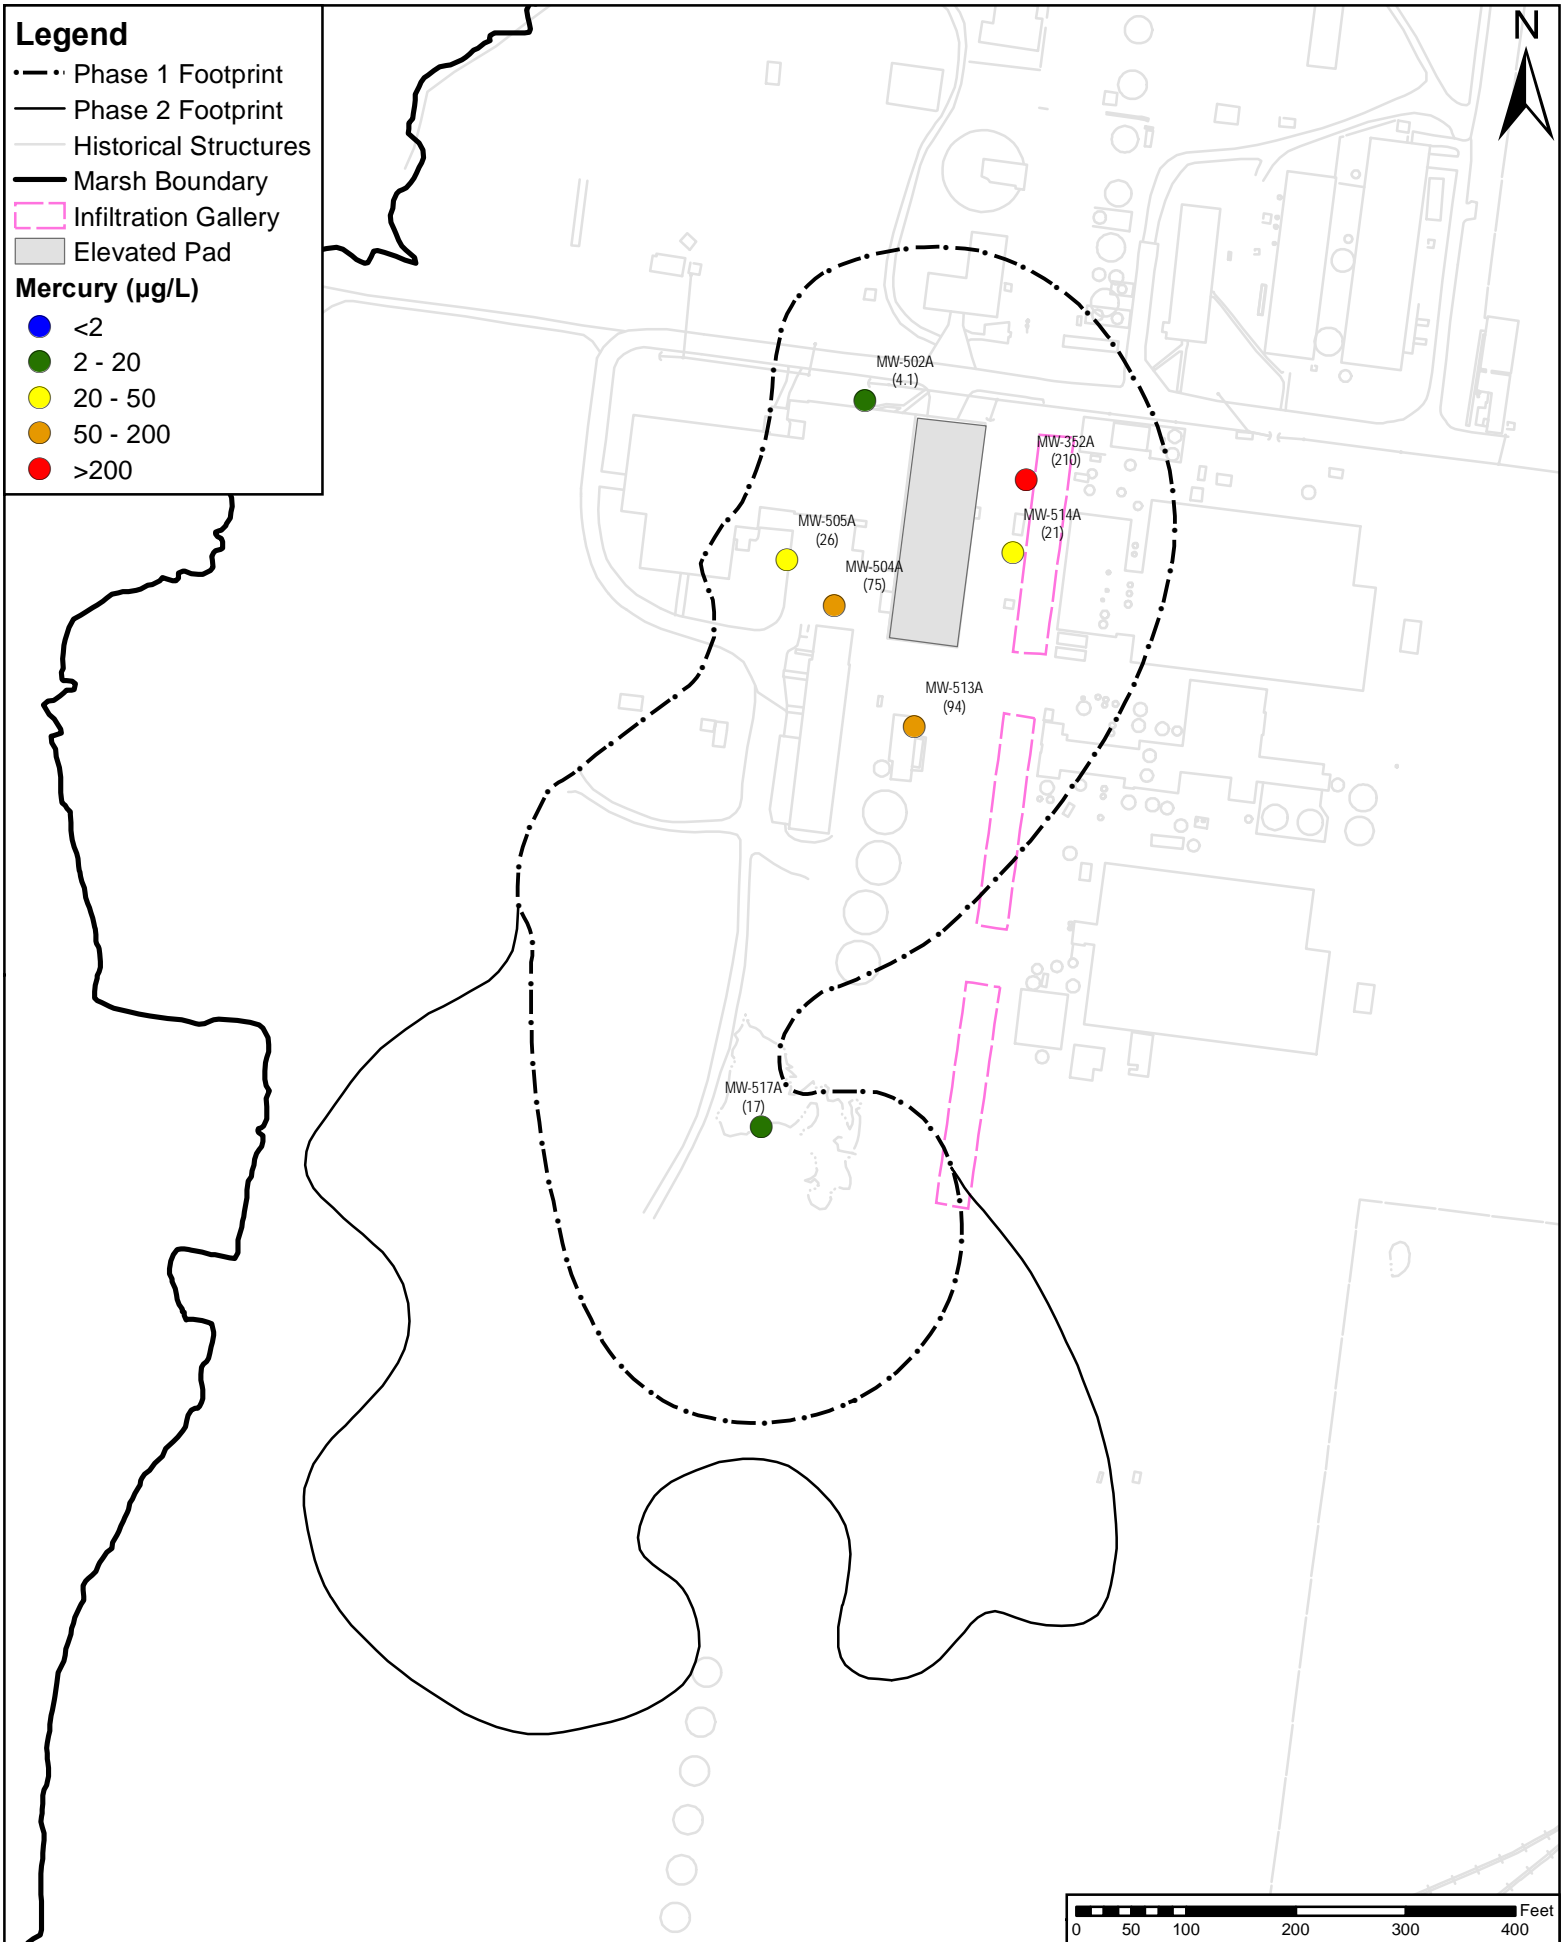 Legend
Phase 1 Footprint
Phase 2 Footprint
Historical Structures
Marsh Boundary
Infiltration Gallery
Elevated Pad
Mercury (µg/L)
<2
2 - 20
20 - 50
50 - 200
>200
N
MW-502A
(4.1)
MW-352A
(210)
MW-514A
(21)
MW-505A
(26)
MW-504A
(75)
MW-513A
(94)
MW-517A
(17)
Feet
0 50 100 200 300 400